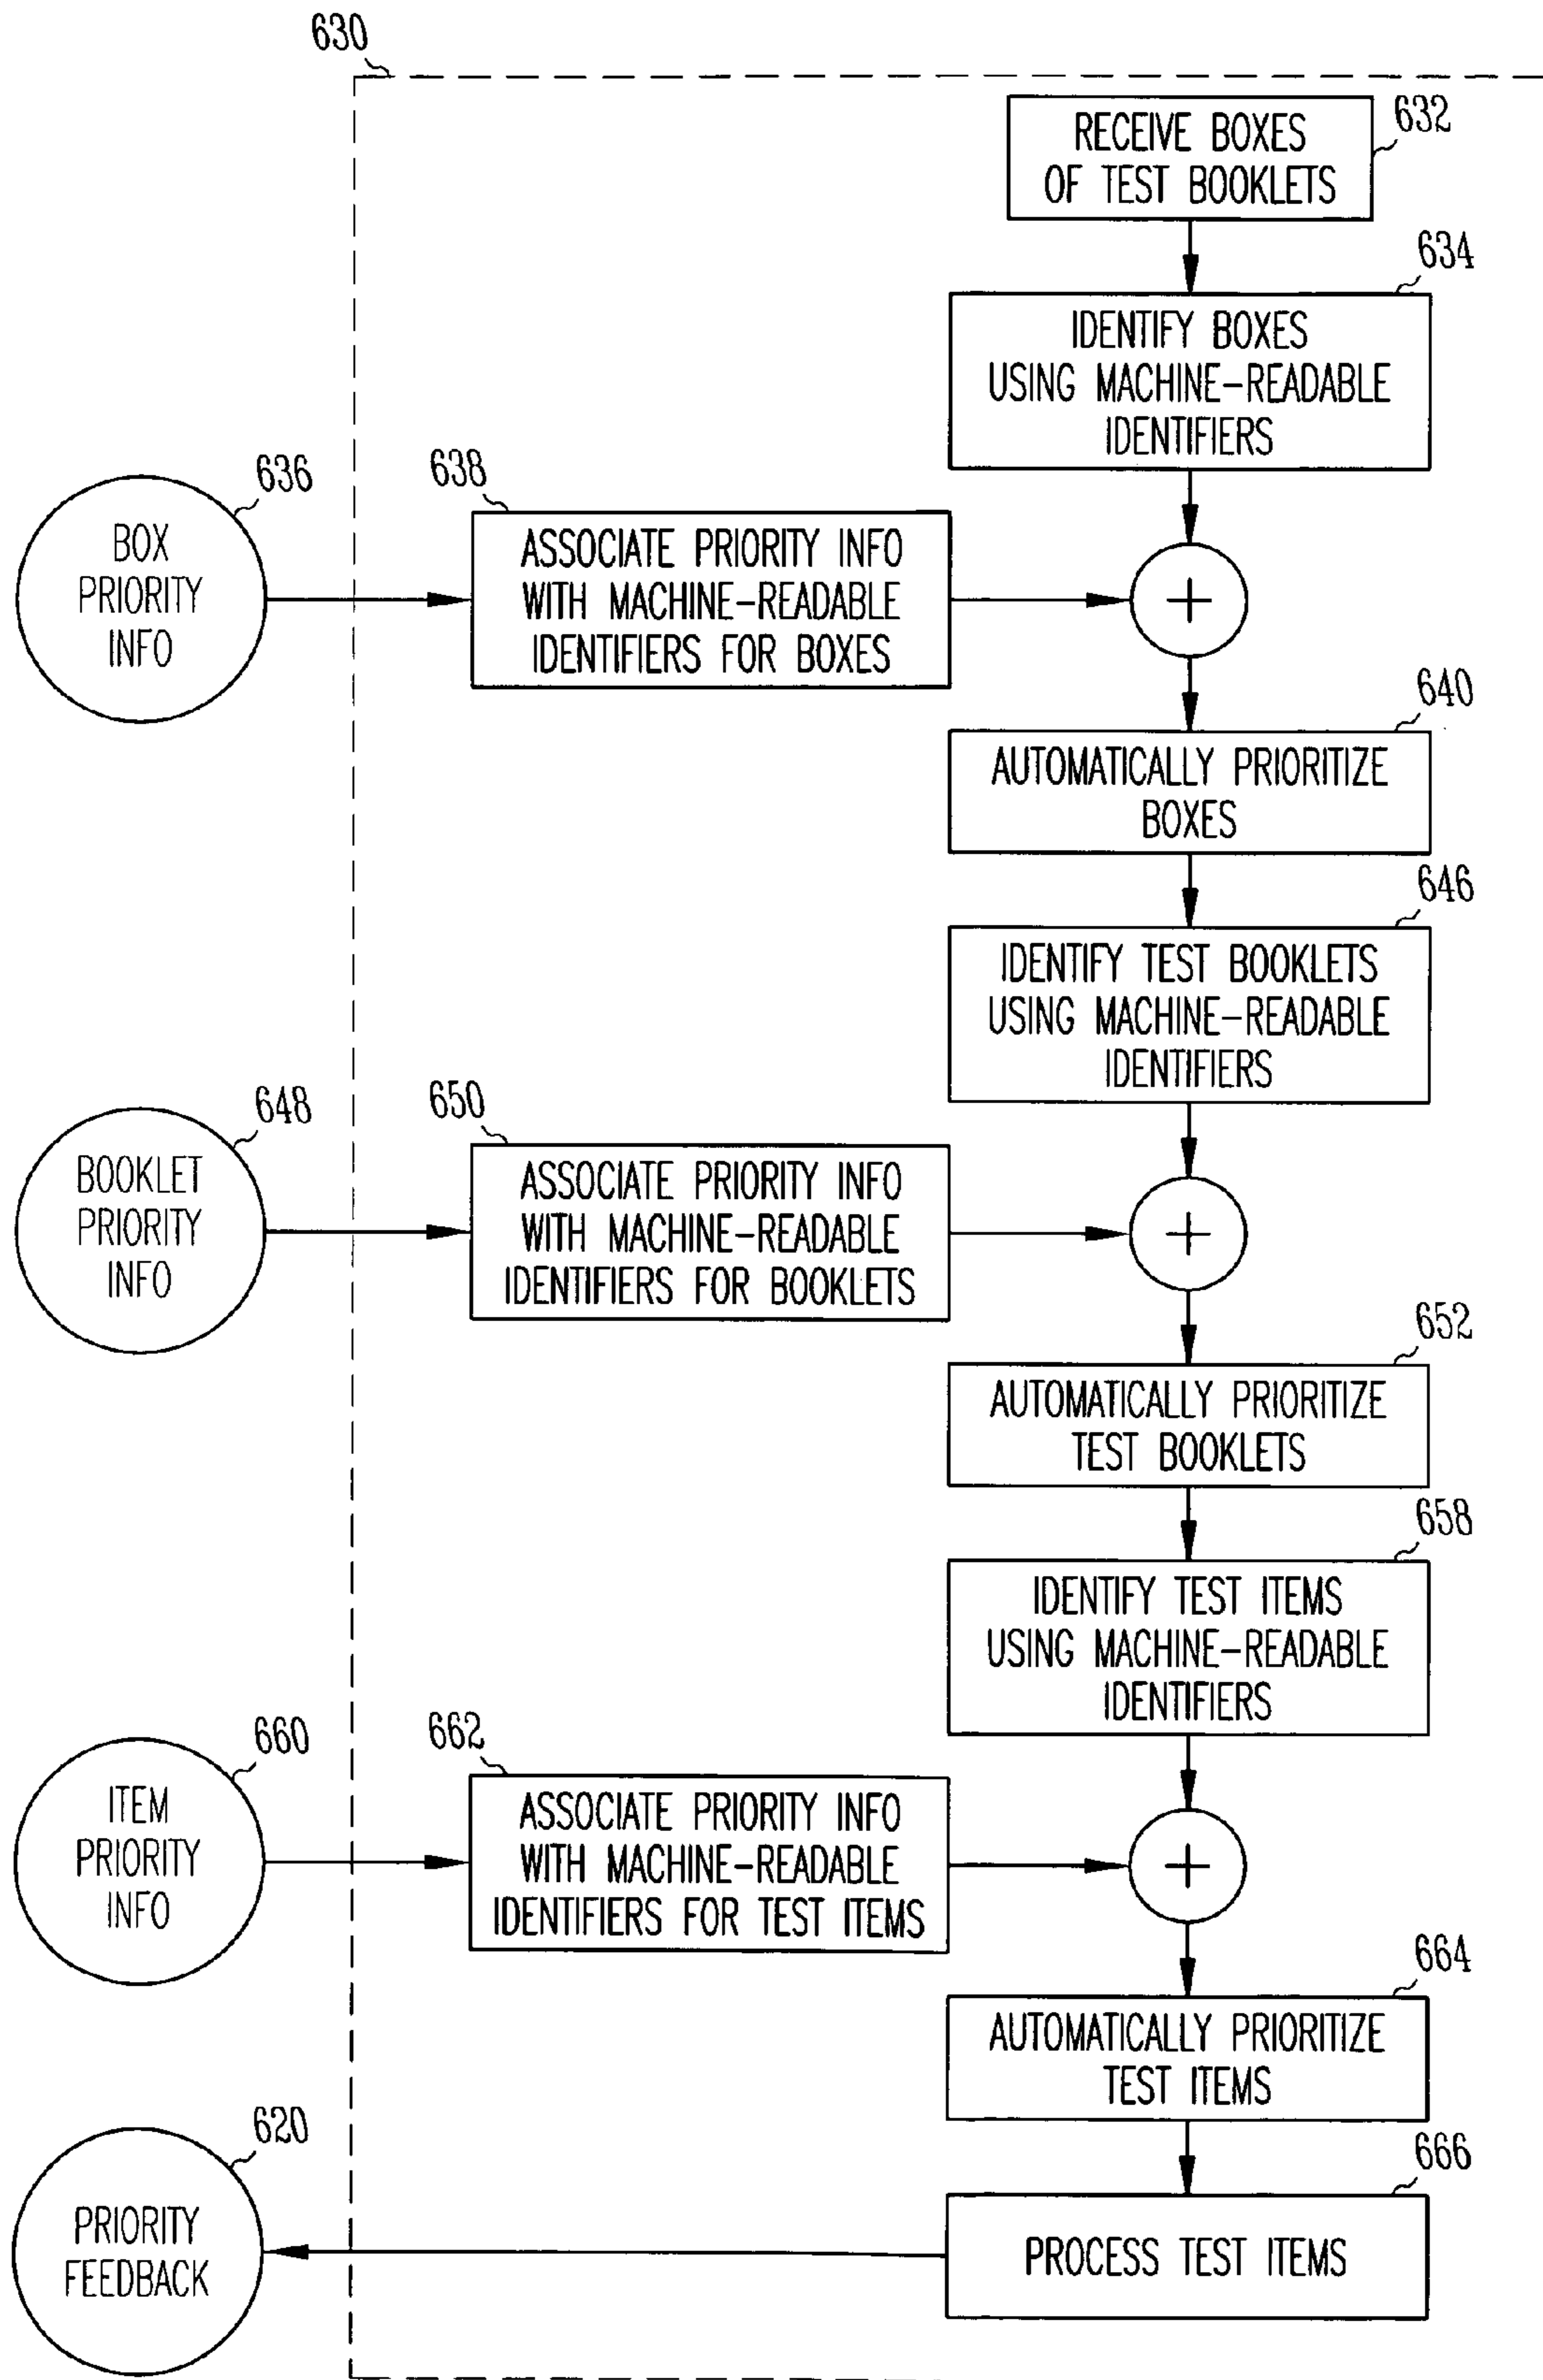 630
632
RECEIVE BOXES
OF TEST BOOKLETS
634
IDENTIFY BOXES
USING MACHINE-READABLE
IDENTIFIERS
636
BOX
PRIORITY
INFO
638
ASSOCIATE PRIORITY INFO
WITH MACHINE-READABLE
IDENTIFIERS FOR BOXES
+
640
AUTOMATICALLY PRIORITIZE
BOXES
646
IDENTIFY TEST BOOKLETS
USING MACHINE-READABLE
IDENTIFIERS
648
BOOKLET
PRIORITY
INFO
650
ASSOCIATE PRIORITY INFO
WITH MACHINE-READABLE
IDENTIFIERS FOR BOOKLETS
+
652
AUTOMATICALLY PRIORITIZE
TEST BOOKLETS
658
IDENTIFY TEST ITEMS
USING MACHINE-READABLE
IDENTIFIERS
660
ITEM
PRIORITY
INFO
662
ASSOCIATE PRIORITY INFO
WITH MACHINE-READABLE
IDENTIFIERS FOR TEST ITEMS
+
664
AUTOMATICALLY PRIORITIZE
TEST ITEMS
620
PRIORITY
FEEDBACK
666
PROCESS TEST ITEMS